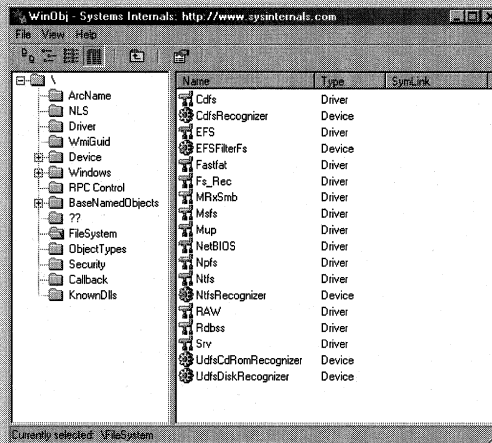 WinObj - Systems Internals: http://www.sysinternals.com
File View Help
\
ArcName
NLS
Driver
WmiGuid
Device
Windows
RPC Control
BaseNamedObjects
??
FileSystem
ObjectTypes
Security
Callback
KnownDlls
Name Type SymLink
Cdfs Driver
CdfsRecognizer Device
EFS Driver
EFSFilterFs Device
Fastfat Driver
Fs_Rec Driver
MRxSmb Driver
Msfs Driver
Mup Driver
NetBIOS Driver
Npfs Driver
Ntfs Driver
NtfsRecognizer Device
RAW Driver
Rdbss Driver
Srv Driver
UdfsCdRomRecognizer Device
UdfsDiskRecognizer Device
Currently selected: \FileSystem